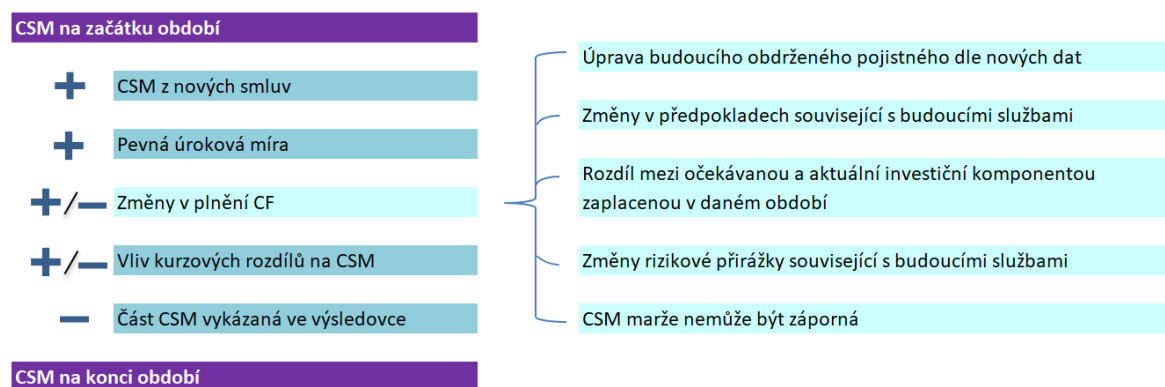 CSM na začátku období
+ CSM z nových smluv
+ Pevná úroková míra
+/− Změny v plnění CF
+/− Vliv kurzových rozdílů na CSM
− Část CSM vykázaná ve výsledovce
CSM na konci období
Úprava budoucího obdrženého pojistného dle nových dat
Změny v předpokladech související s budoucími službami
Rozdíl mezi očekávanou a aktuální investiční komponentou
zaplacenou v daném období
Změny rizikové přirážky související s budoucími službami
CSM marže nemůže být záporná